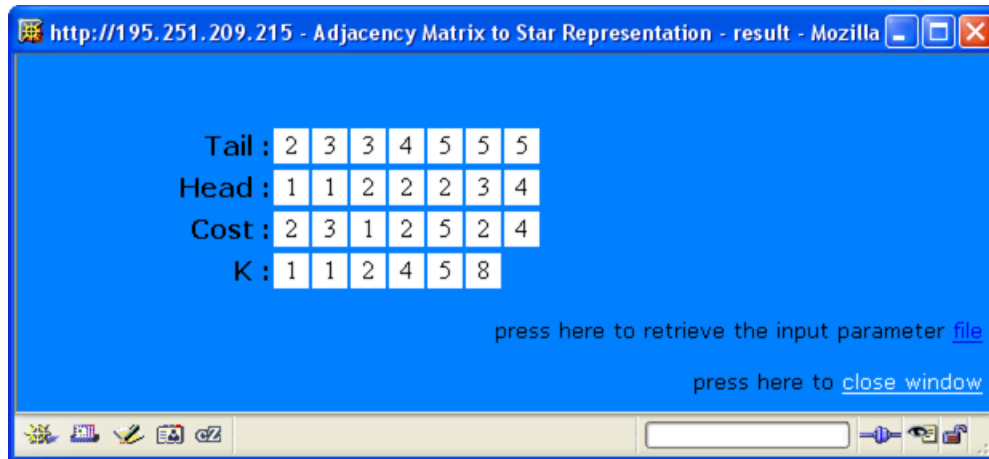 http://195.251.209.215 - Adjacency Matrix to Star Representation - result - Mozilla
Tail : 2 3 3 4 5 5 5
Head : 1 1 2 2 2 3 4
Cost : 2 3 1 2 5 2 4
K : 1 1 2 4 5 8
press here to retrieve the input parameter file
press here to close window